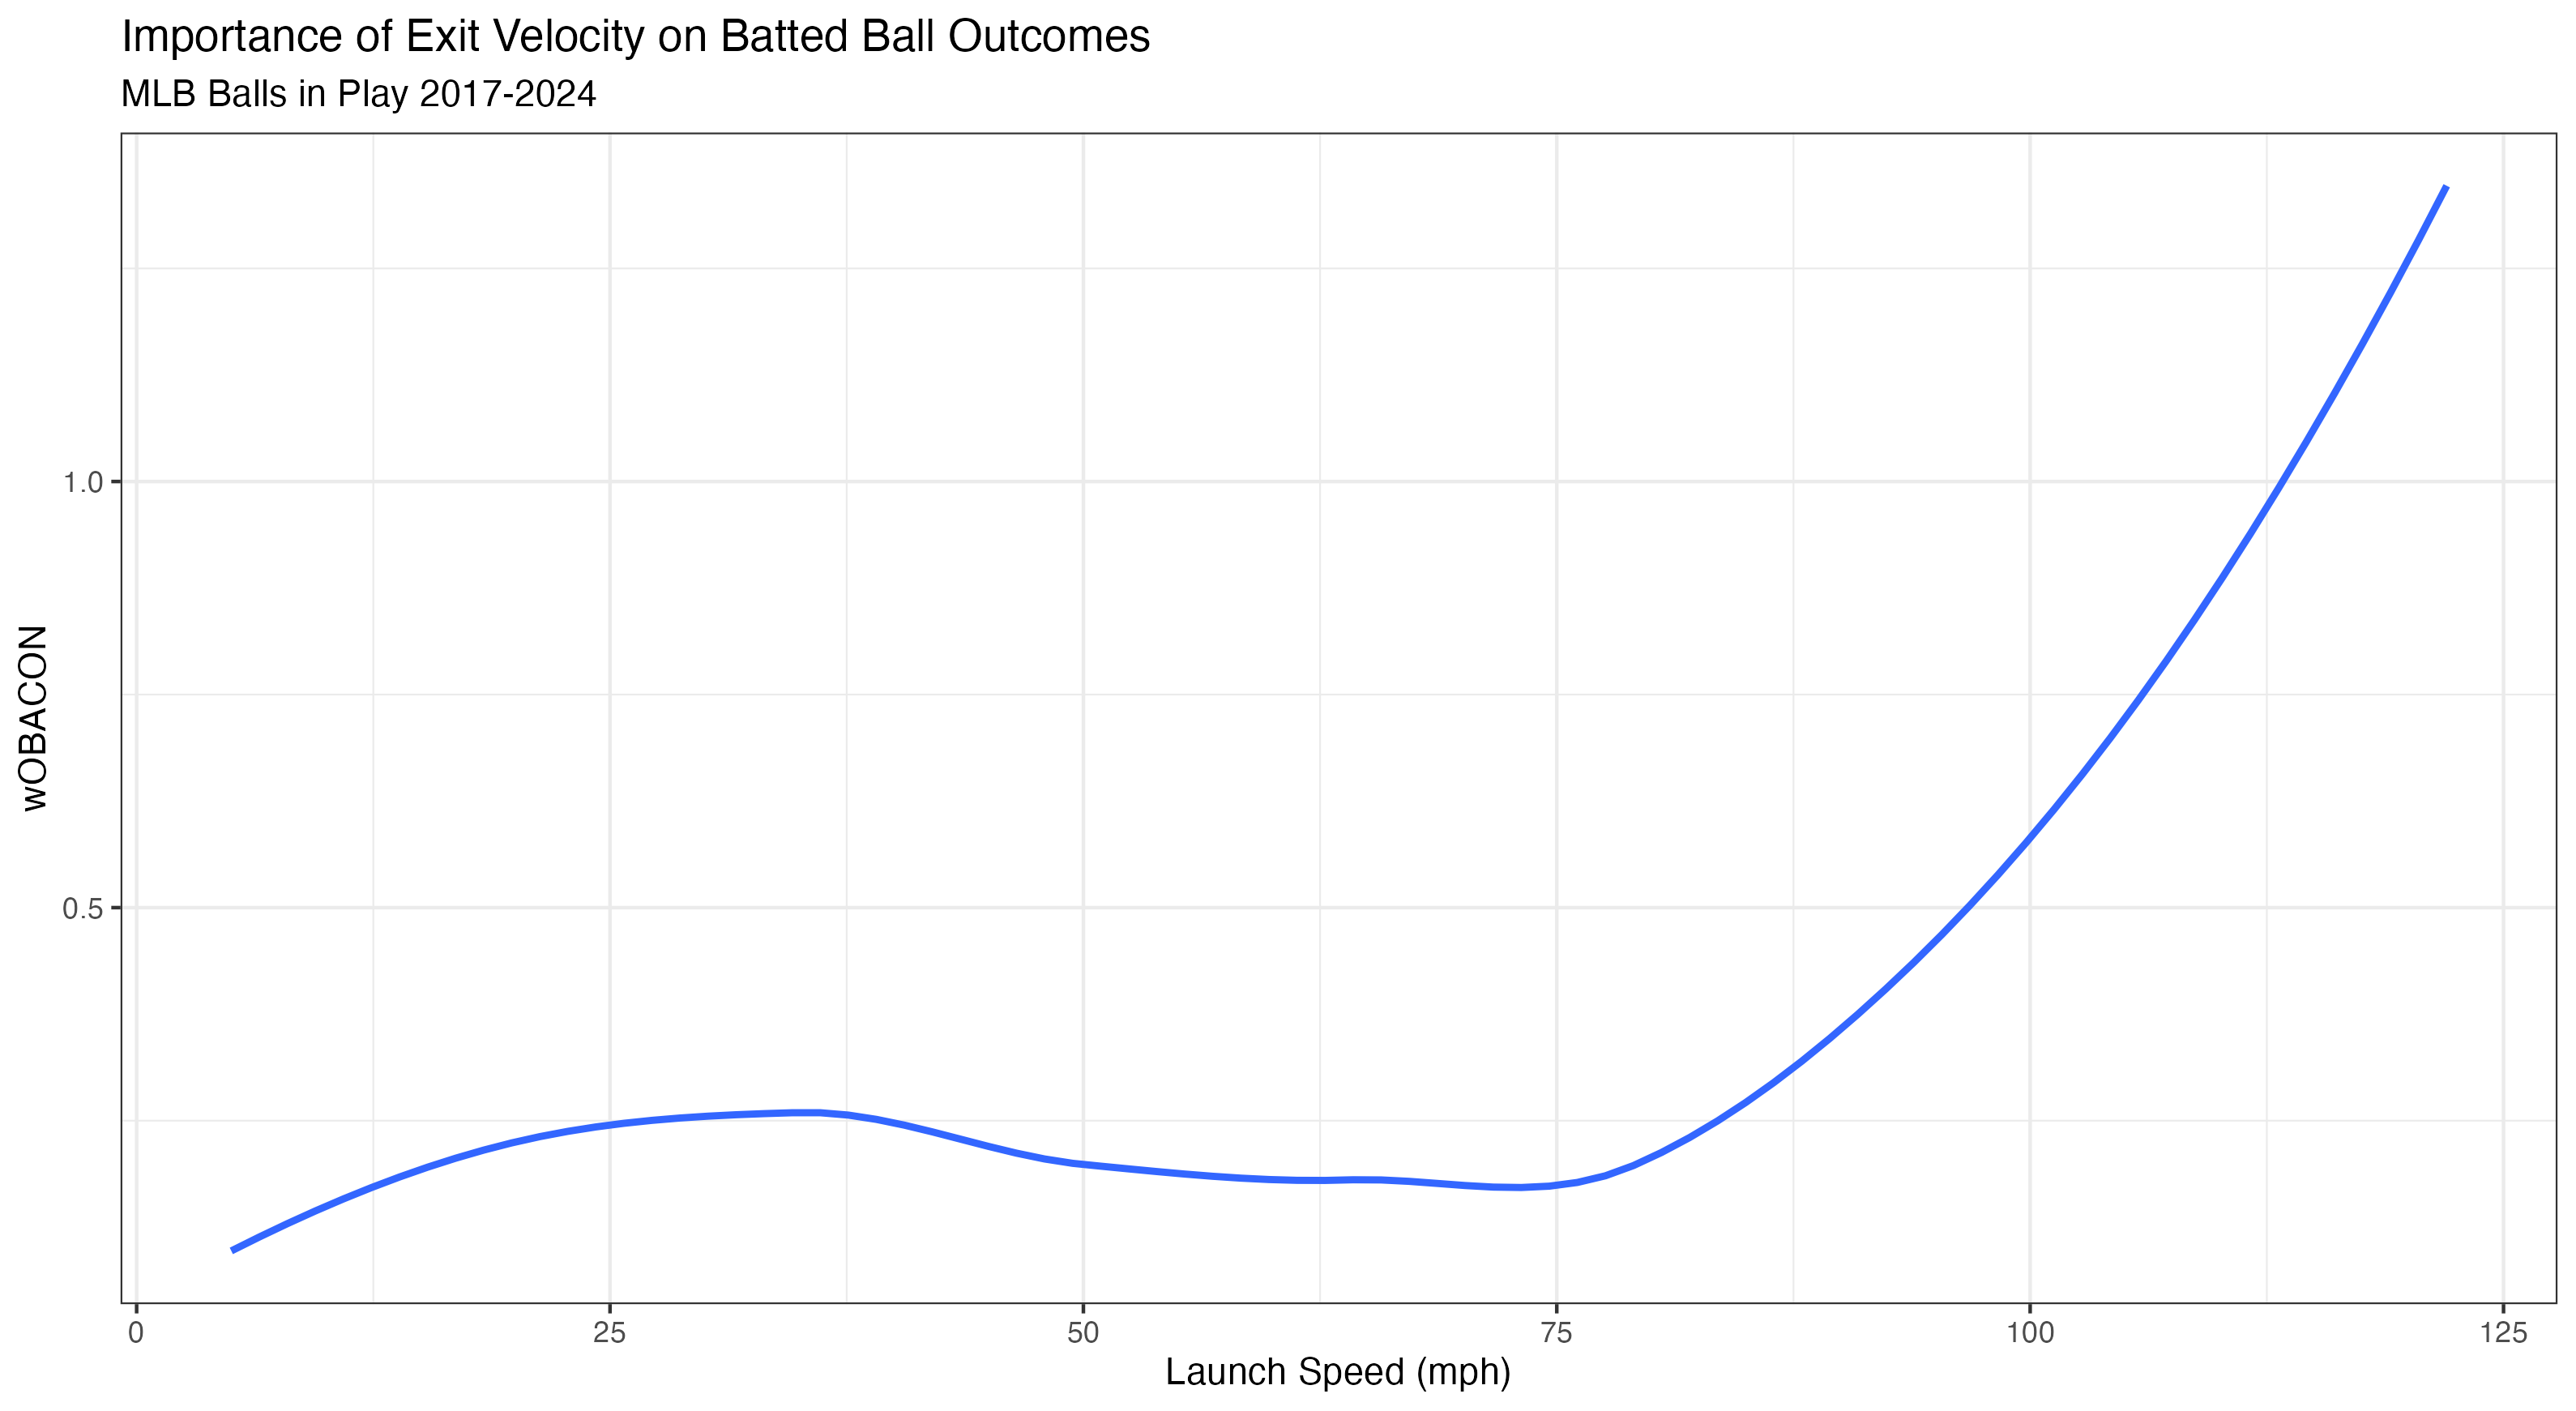 Importance of Exit Velocity on Batted Ball Outcomes
MLB Balls in Play 2017-2024
wOBACON
1.0
0.5
0 25 50 75 100 125
Launch Speed (mph)